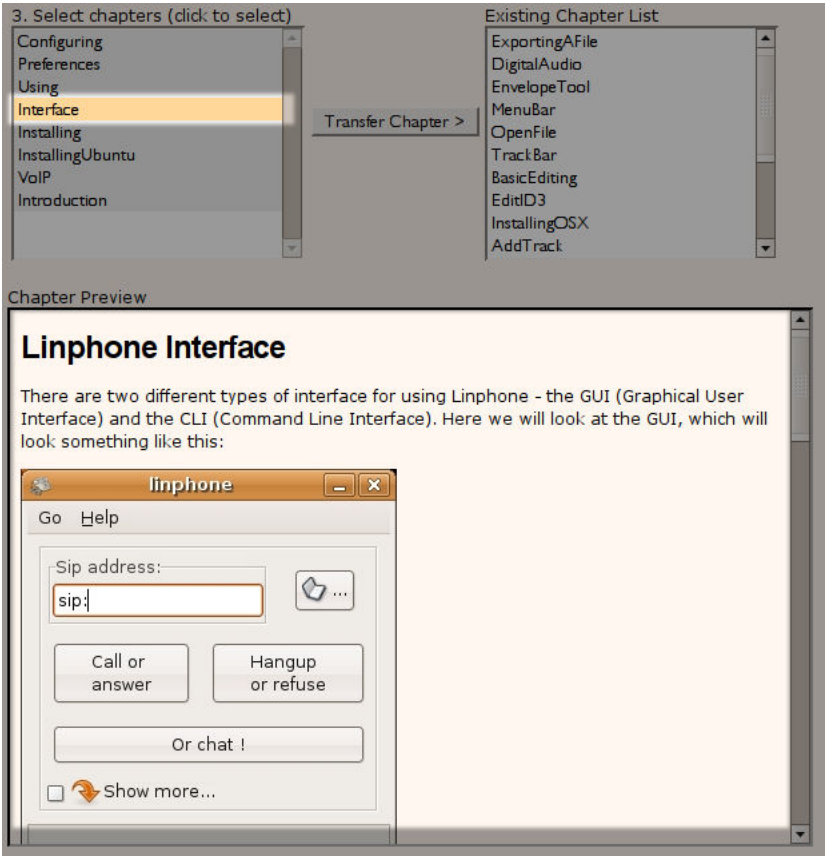 3. Select chapters (click to select)
Configuring
Preferences
Using
Interface
Installing
InstallingUbuntu
VoIP
Introduction
Transfer Chapter >
Existing Chapter List
ExportingAFile
DigitalAudio
EnvelopeTool
MenuBar
OpenFile
TrackBar
BasicEditing
EditID3
InstallingOSX
AddTrack
Chapter Preview
Linphone Interface
There are two different types of interface for using Linphone - the GUI (Graphical User
Interface) and the CLI (Command Line Interface). Here we will look at the GUI, which will
look something like this:
linphone
Go Help
Sip address:
sip:
...
Call or
answer
Hangup
or refuse
Or chat !
Show more...